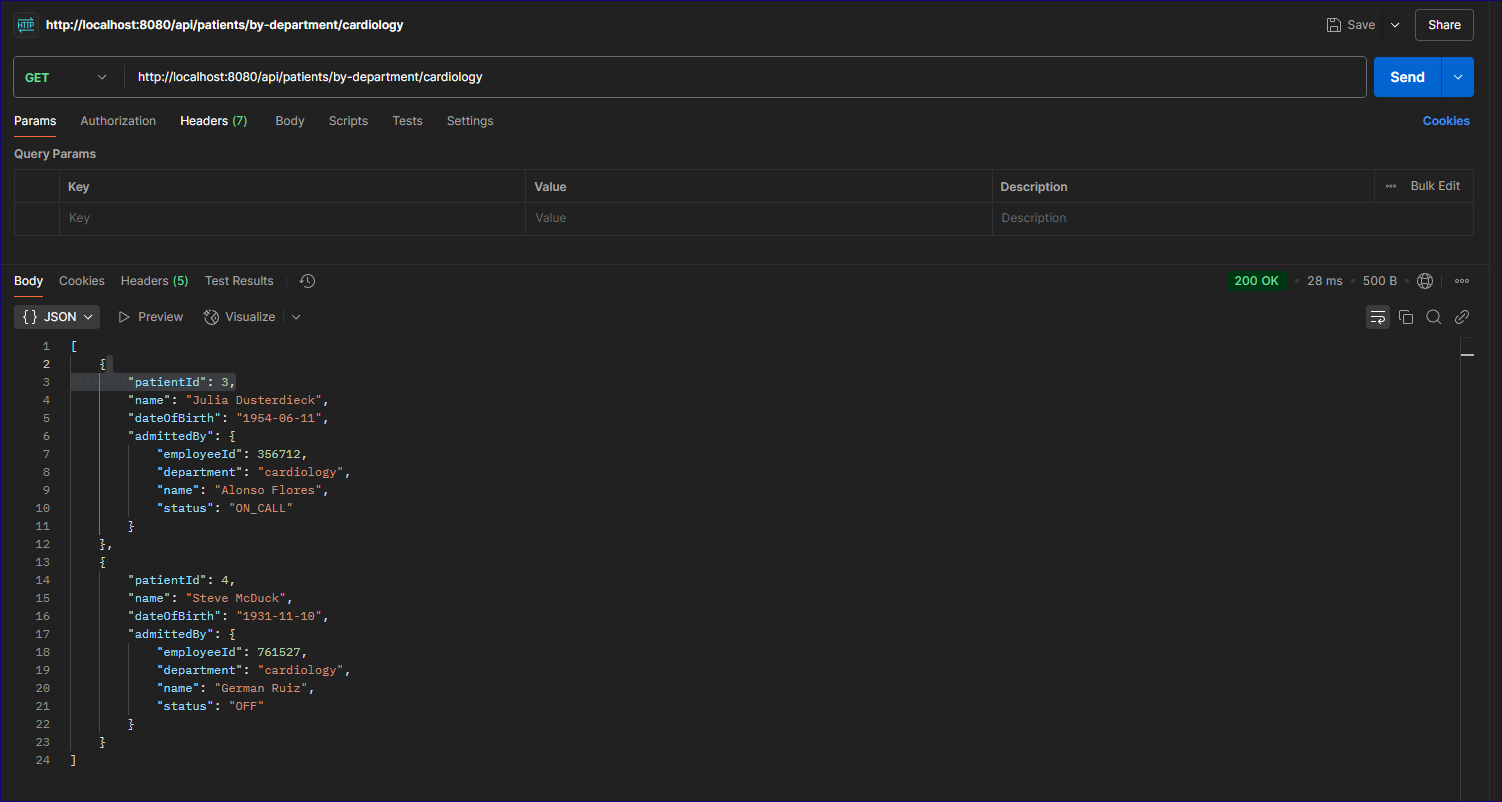 HTTP http://localhost:8080/api/patients/by-department/cardiology Save Share
GET http://localhost:8080/api/patients/by-department/cardiology Send
Params Authorization Headers (7) Body Scripts Tests Settings Cookies
Query Params
Key Value Description Bulk Edit
Key Value Description
Body Cookies Headers (5) Test Results 200 OK • 28 ms • 500 B •
{} JSON Preview Visualize
1 [
2 {
3 "patientId": 3,
4 "name": "Julia Dusterdieck",
5 "dateOfBirth": "1954-06-11",
6 "admittedBy": {
7 "employeeId": 356712,
8 "department": "cardiology",
9 "name": "Alonso Flores",
10 "status": "ON_CALL"
11 }
12 },
13 {
14 "patientId": 4,
15 "name": "Steve McDuck",
16 "dateOfBirth": "1931-11-10",
17 "admittedBy": {
18 "employeeId": 761527,
19 "department": "cardiology",
20 "name": "German Ruiz",
21 "status": "OFF"
22 }
23 }
24 ]